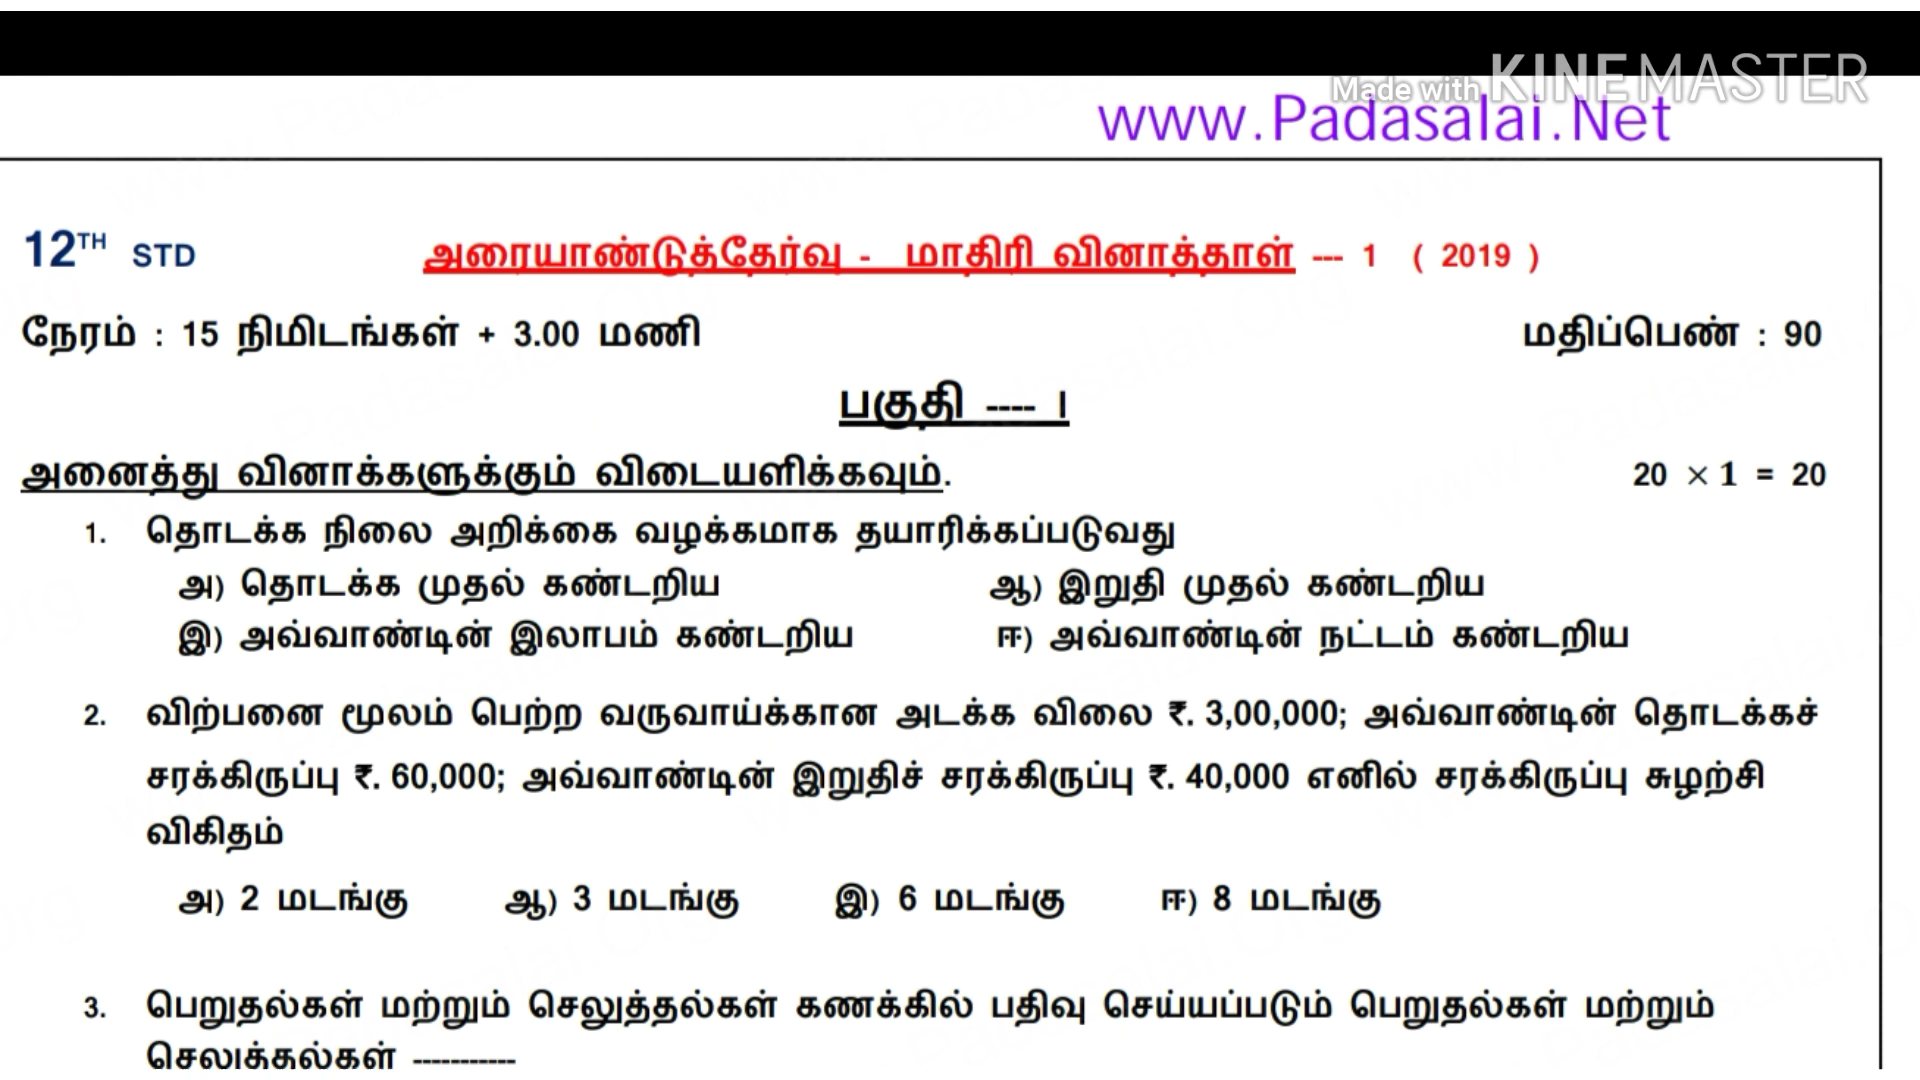 Made with KINEMASTER
www.Padasalai.Net
12TH STD அரையாண்டுத்தேர்வு - மாதிரி வினாத்தாள் --- 1 ( 2019 )
நேரம் : 15 நிமிடங்கள் + 3.00 மணி மதிப்பெண் : 90
பகுதி ---- I
அனைத்து வினாக்களுக்கும் விடையளிக்கவும். 20 × 1 = 20
1. தொடக்க நிலை அறிக்கை வழக்கமாக தயாரிக்கப்படுவது
அ) தொடக்க முதல் கண்டறிய ஆ) இறுதி முதல் கண்டறிய
இ) அவ்வாண்டின் இலாபம் கண்டறிய ஈ) அவ்வாண்டின் நட்டம் கண்டறிய
2. விற்பனை மூலம் பெற்ற வருவாய்க்கான அடக்க விலை ₹. 3,00,000; அவ்வாண்டின் தொடக்கச்
சரக்கிருப்பு ₹. 60,000; அவ்வாண்டின் இறுதிச் சரக்கிருப்பு ₹. 40,000 எனில் சரக்கிருப்பு சுழற்சி
விகிதம்
அ) 2 மடங்கு ஆ) 3 மடங்கு இ) 6 மடங்கு ஈ) 8 மடங்கு
3. பெறுதல்கள் மற்றும் செலுத்தல்கள் கணக்கில் பதிவு செய்யப்படும் பெறுதல்கள் மற்றும்
செலுத்தல்கள் -----------